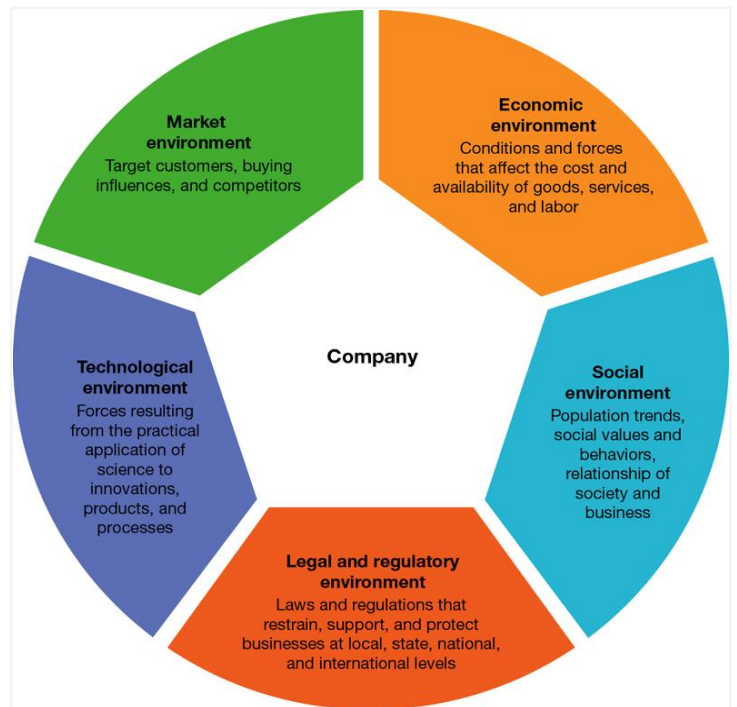 Market
environment
Target customers, buying
influences, and competitors
Economic
environment
Conditions and forces
that affect the cost and
availability of goods, services,
and labor
Company
Technological
environment
Forces resulting
from the practical
application of
science to
innovations,
products, and
processes
Social
environment
Population trends,
social values and
behaviors,
relationship of
society and
business
Legal and regulatory
environment
Laws and regulations that
restrain, support, and protect
businesses at local, state, national,
and international levels